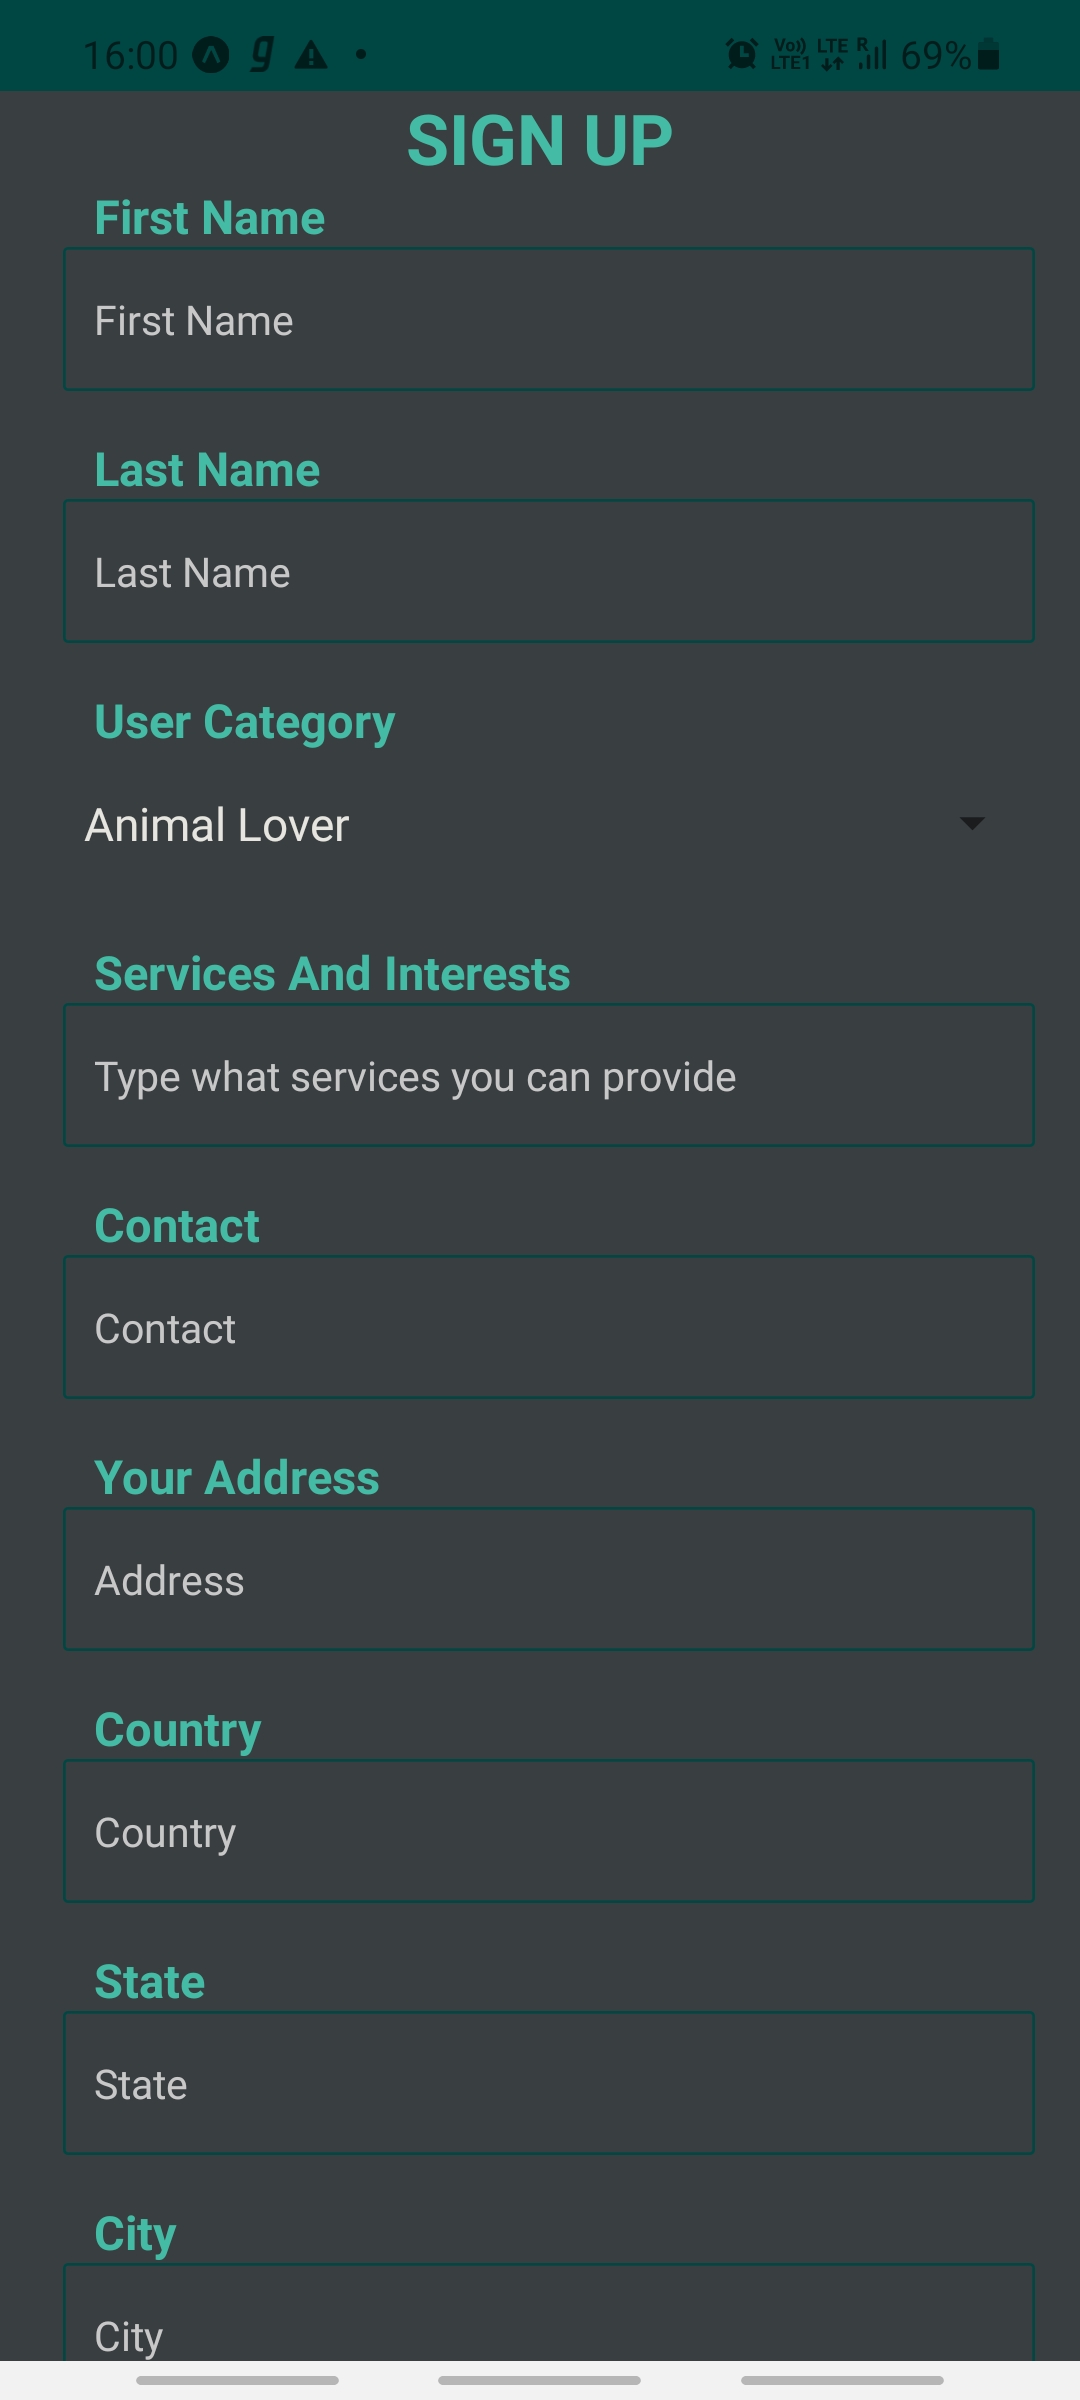 16:00 g Vo)) LTE1 LTE R 69%
SIGN UP
First Name
First Name
Last Name
Last Name
User Category
Animal Lover
Services And Interests
Type what services you can provide
Contact
Contact
Your Address
Address
Country
Country
State
State
City
City